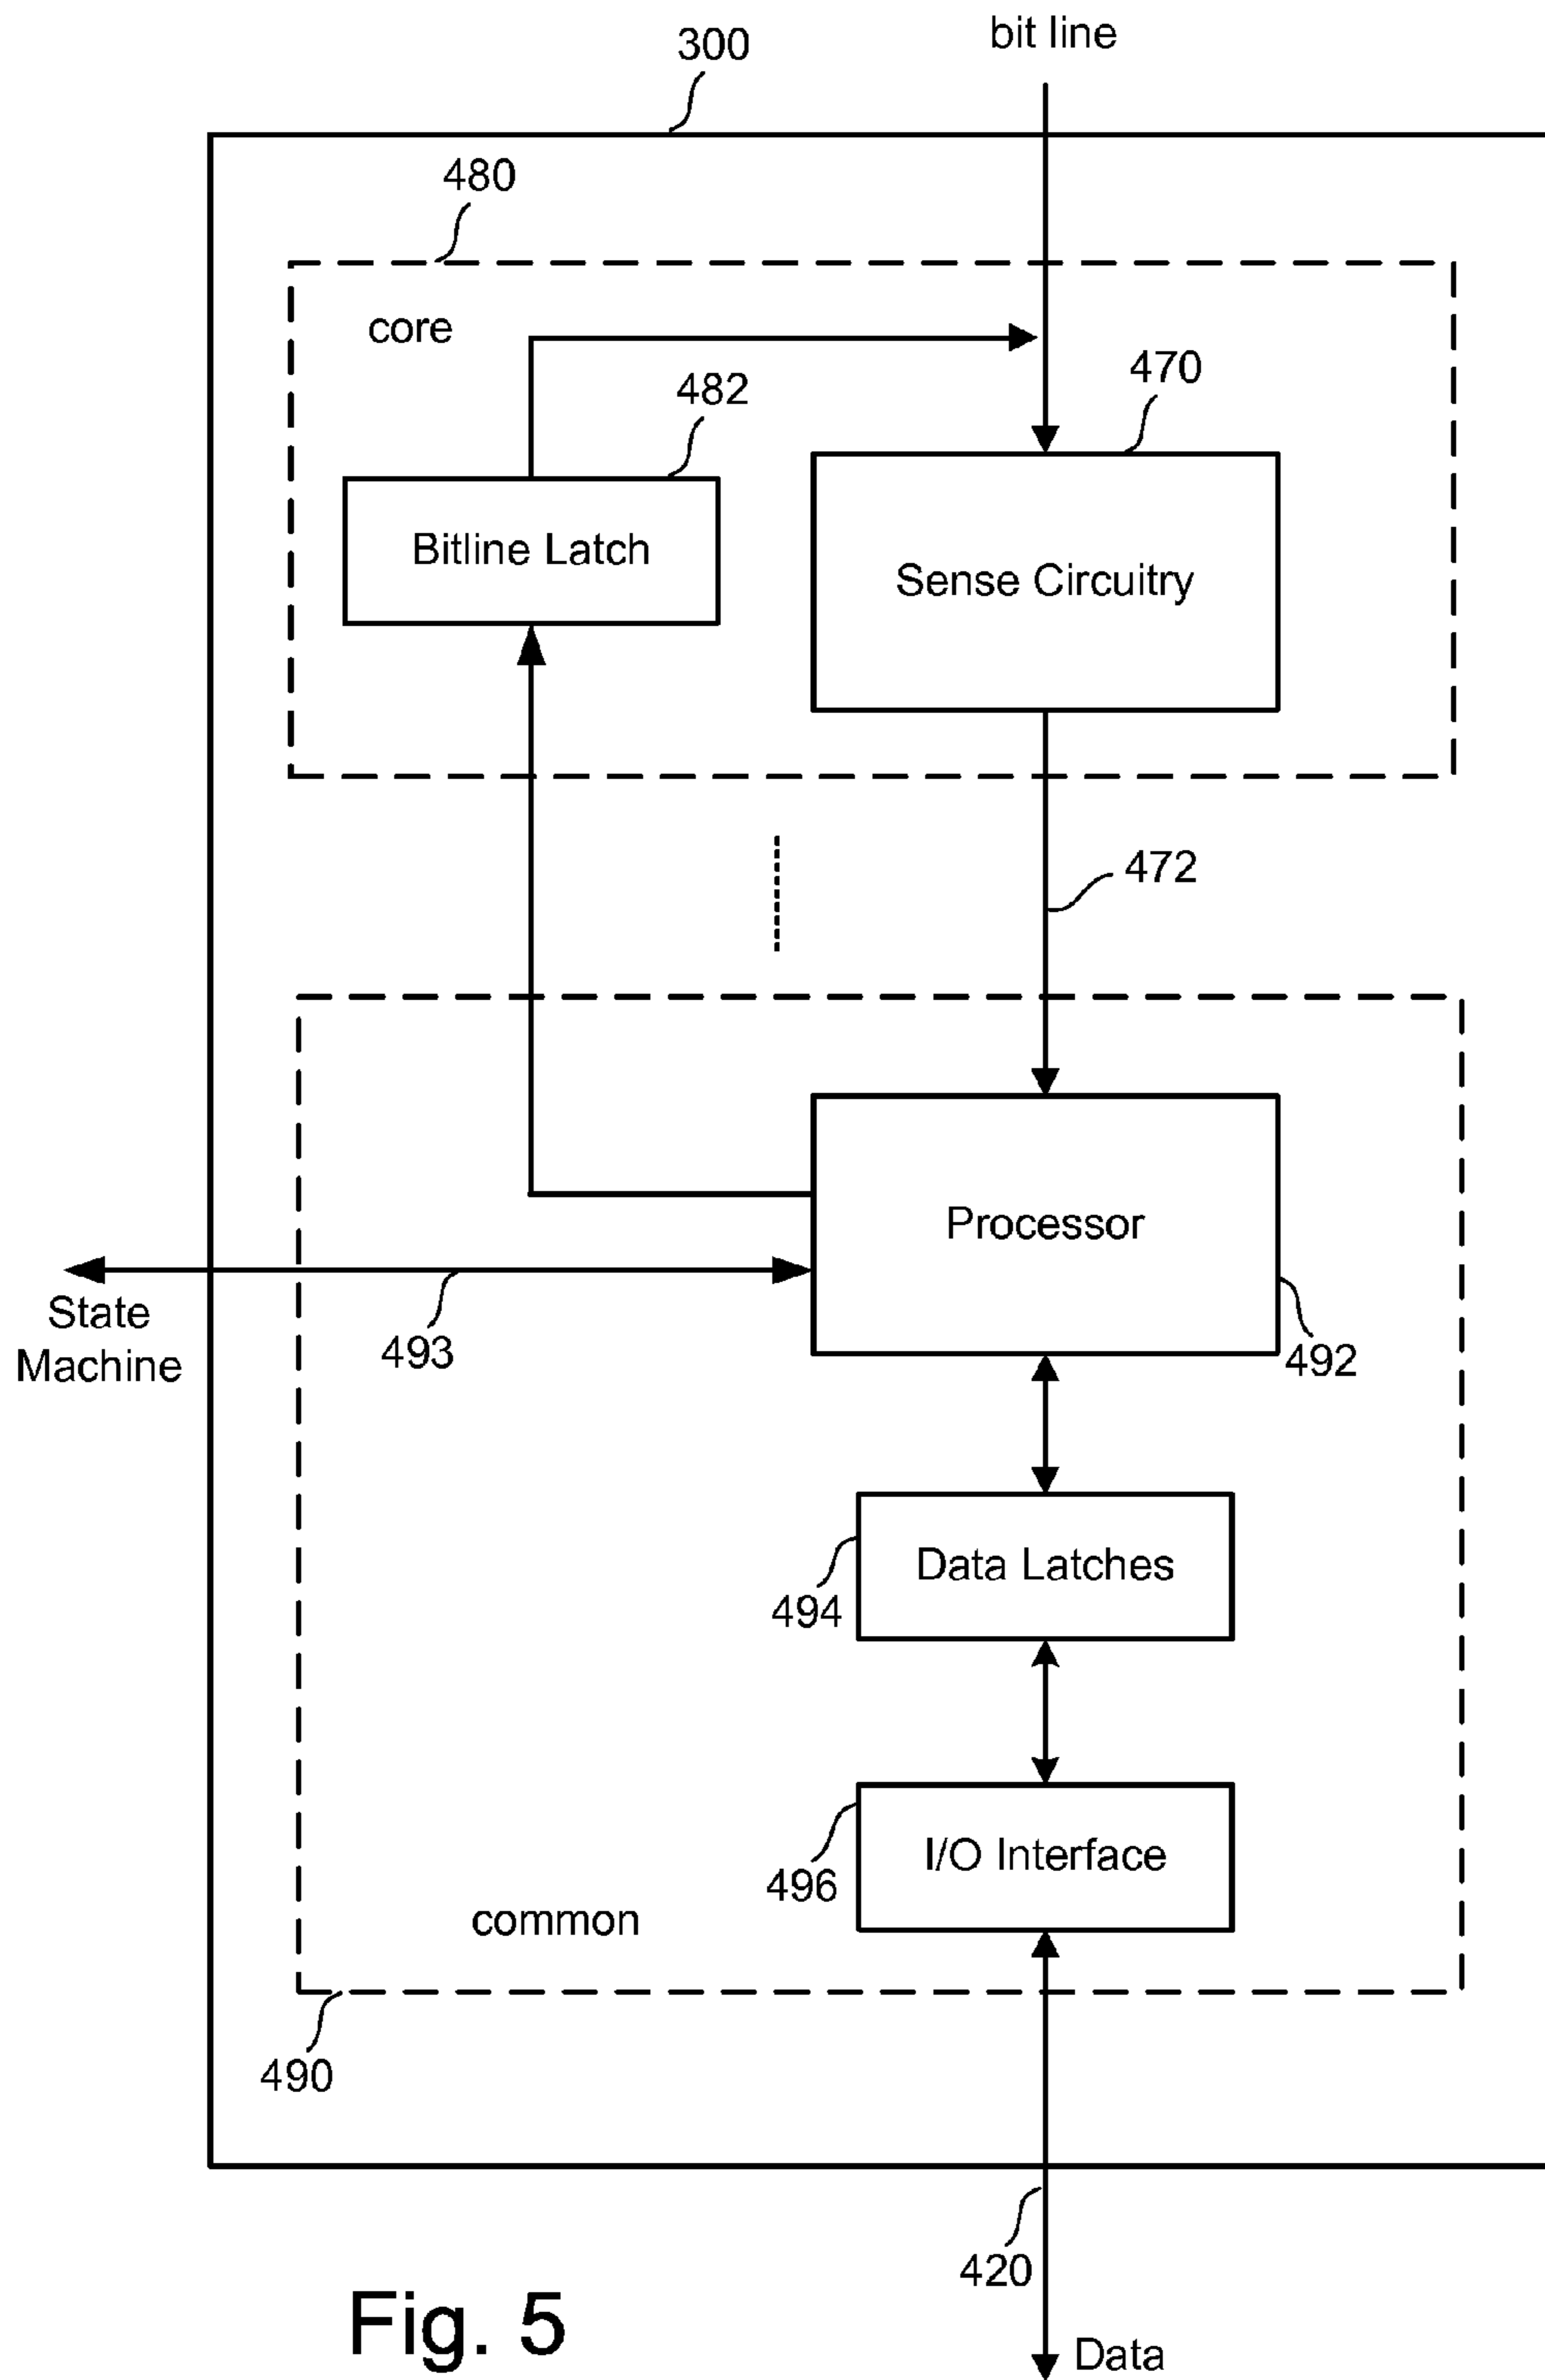 300
bit line
480
core
470
482
Bitline Latch
Sense Circuitry
472
Processor
State
Machine
493
492
Data Latches
494
I/O Interface
496
common
490
420
Fig. 5
Data